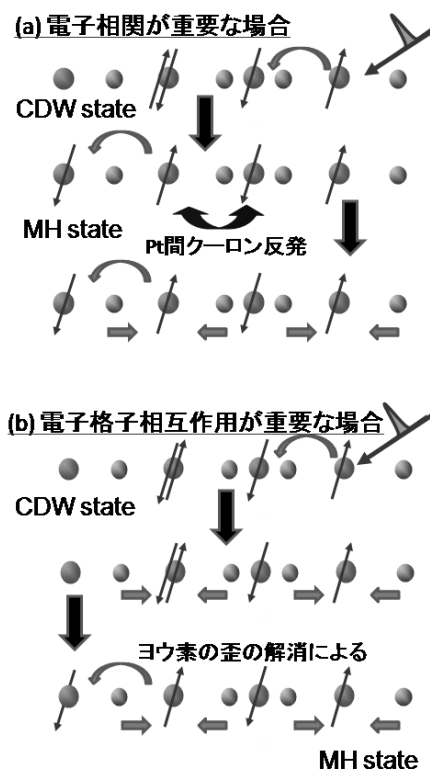 (a) 電子相関が重要な場合
CDW state
MH state
Pt間クーロン反発
(b) 電子格子相互作用が重要な場合
CDW state
ヨウ素の歪の解消による
MH state